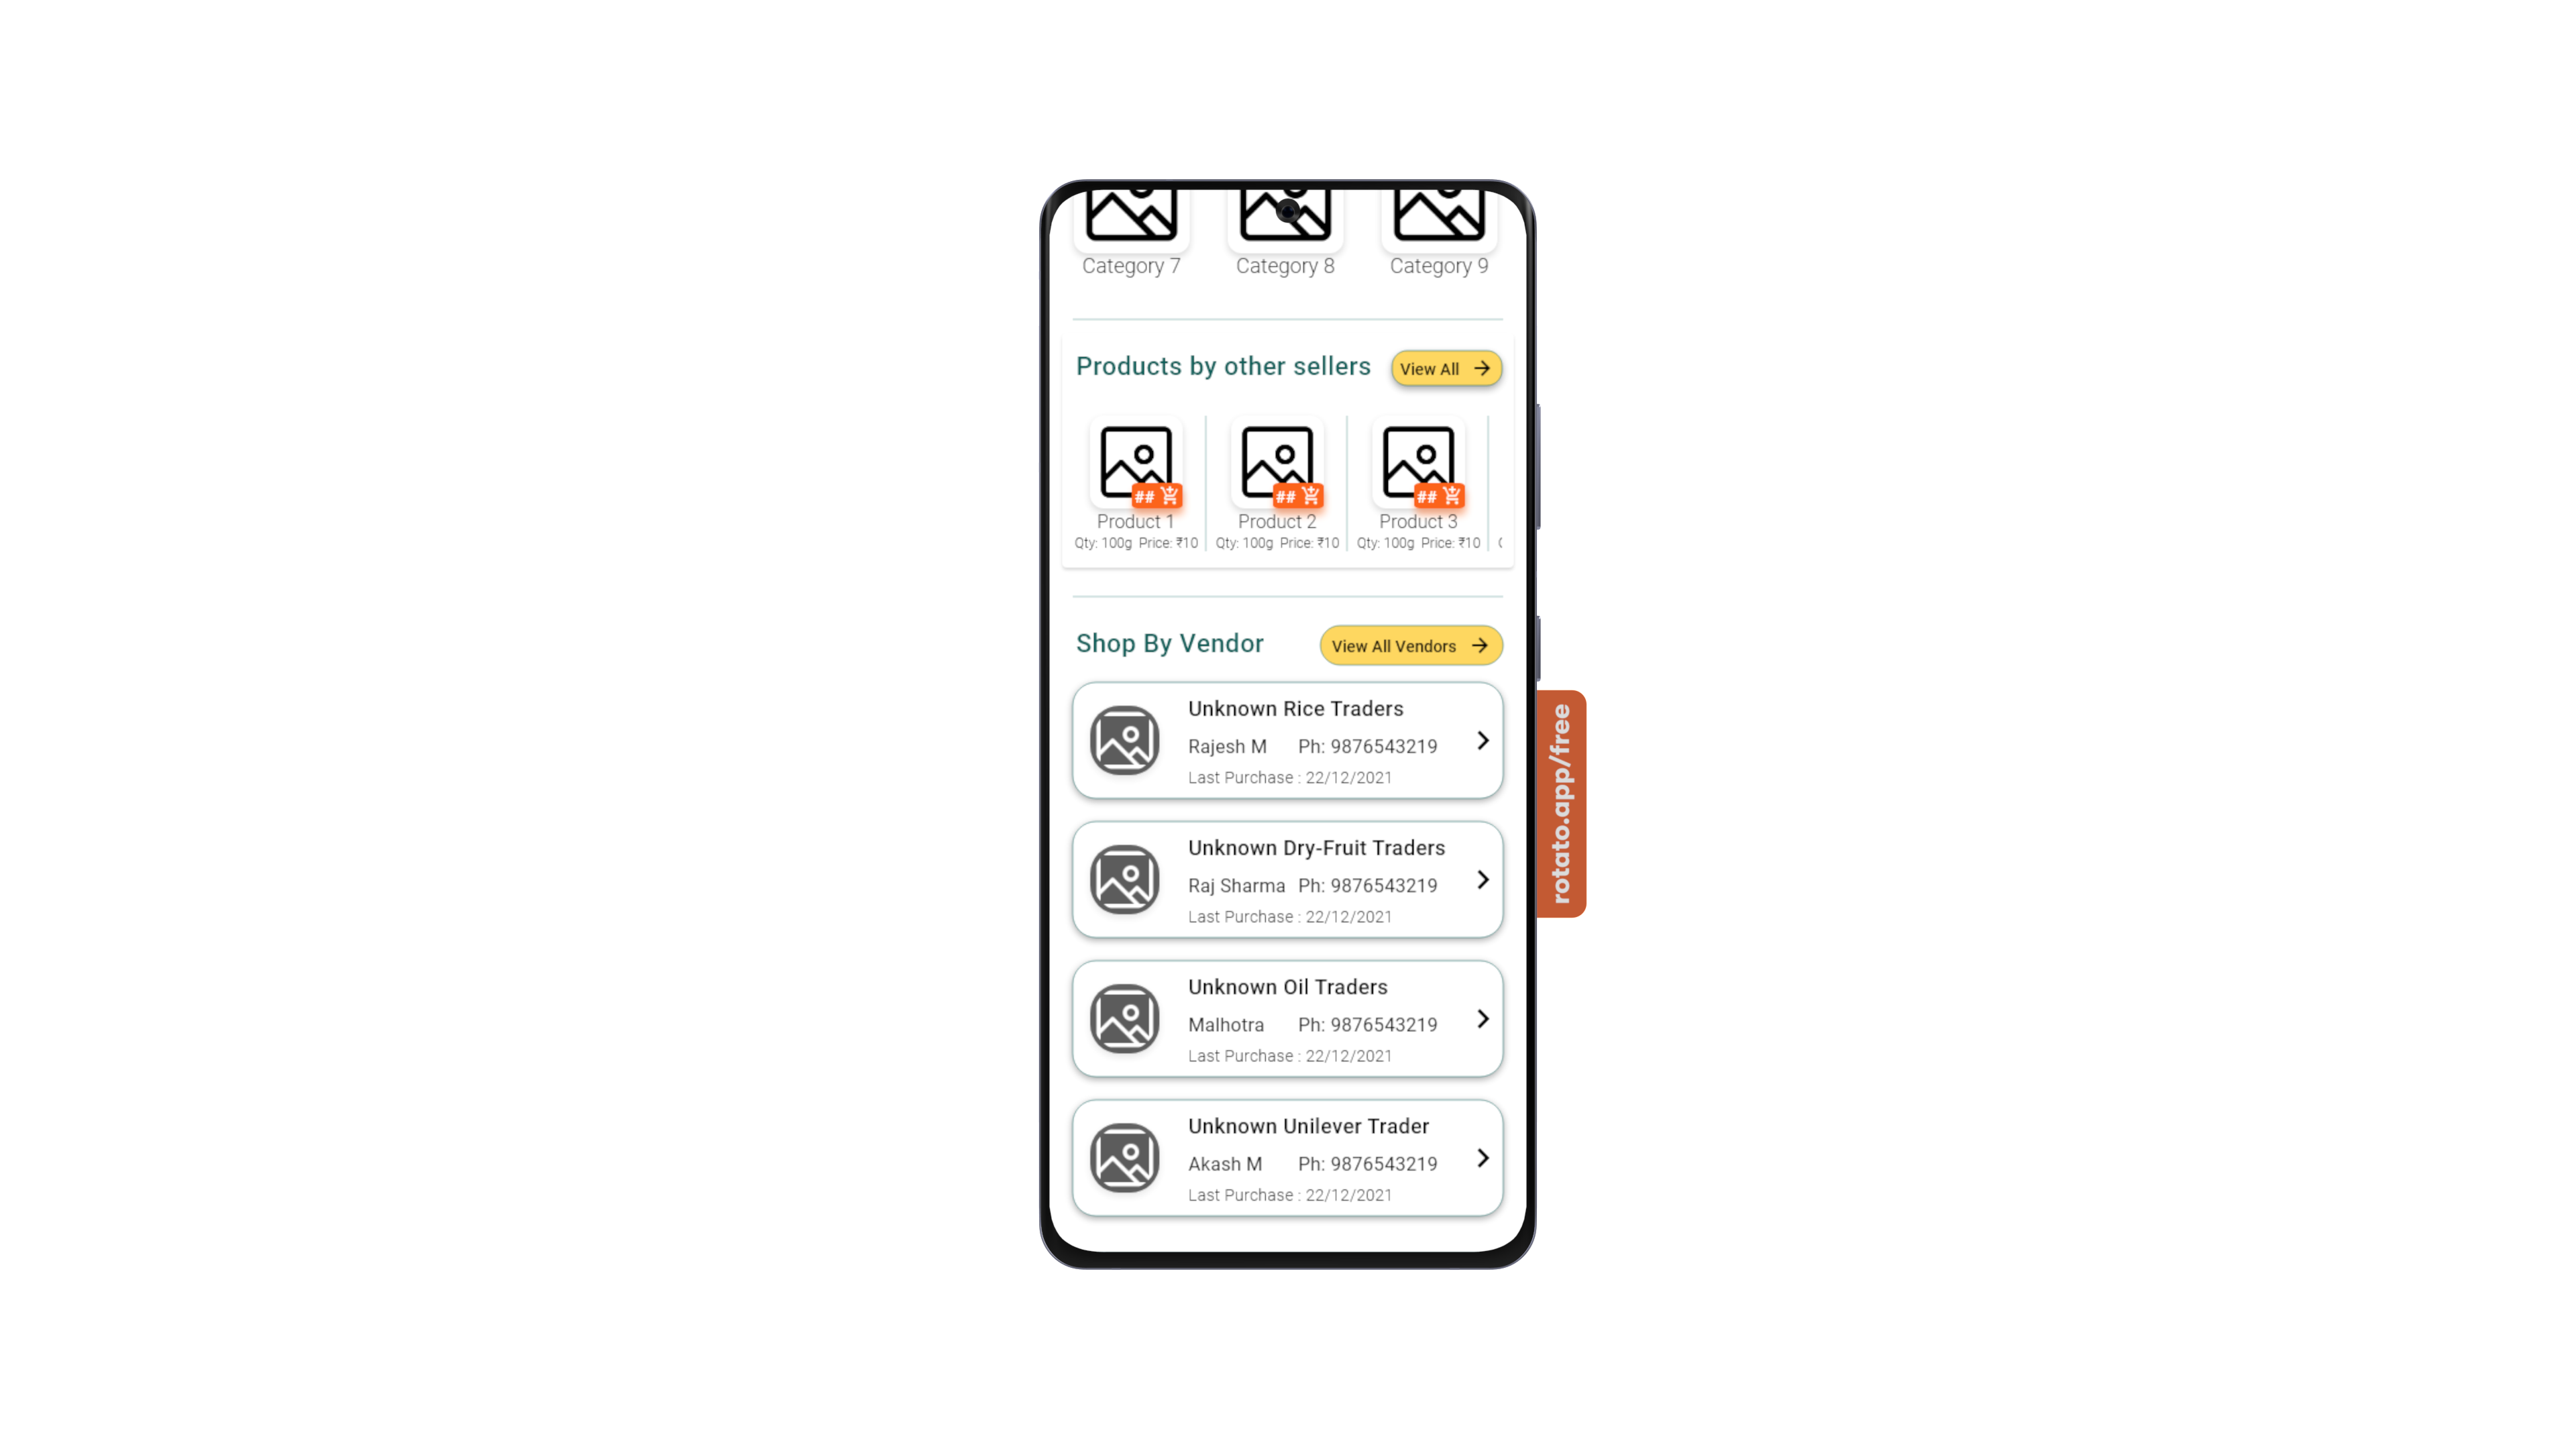 Category 7 Category 8 Category 9
Products by other sellers View All
## ## ##
Product 1 Product 2 Product 3
Qty: 100g Price: ₹10 Qty: 100g Price: ₹10 Qty: 100g Price: ₹10
Shop By Vendor View All Vendors
Unknown Rice Traders
Rajesh M Ph: 9876543219
Last Purchase : 22/12/2021
Unknown Dry-Fruit Traders
Raj Sharma Ph: 9876543219
Last Purchase : 22/12/2021
Unknown Oil Traders
Malhotra Ph: 9876543219
Last Purchase : 22/12/2021
Unknown Unilever Trader
Akash M Ph: 9876543219
Last Purchase : 22/12/2021
rotato.app/free